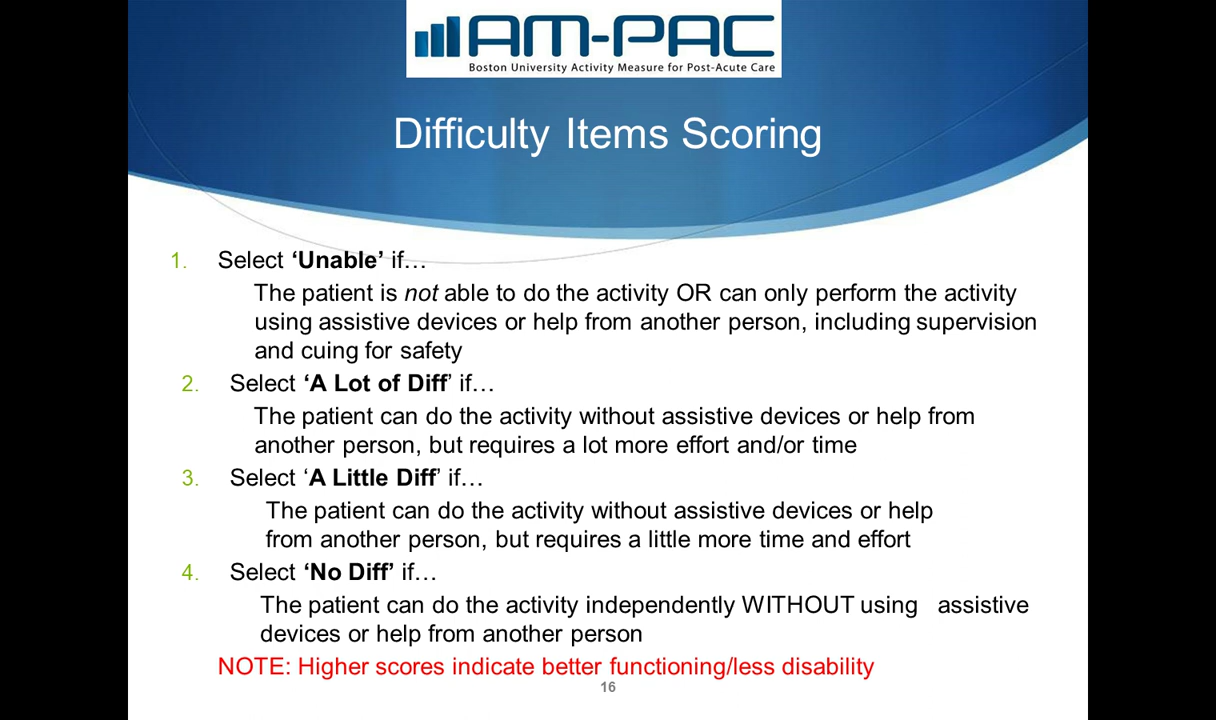 AM-PAC
Boston University Activity Measure for Post-Acute Care
Difficulty Items Scoring
1. Select ‘Unable’ if…
The patient is not able to do the activity OR can only perform the activity
using assistive devices or help from another person, including supervision
and cuing for safety
2. Select ‘A Lot of Diff’ if…
The patient can do the activity without assistive devices or help from
another person, but requires a lot more effort and/or time
3. Select ‘A Little Diff’ if…
The patient can do the activity without assistive devices or help
from another person, but requires a little more time and effort
4. Select ‘No Diff’ if…
The patient can do the activity independently WITHOUT using assistive
devices or help from another person
NOTE: Higher scores indicate better functioning/less disability
16